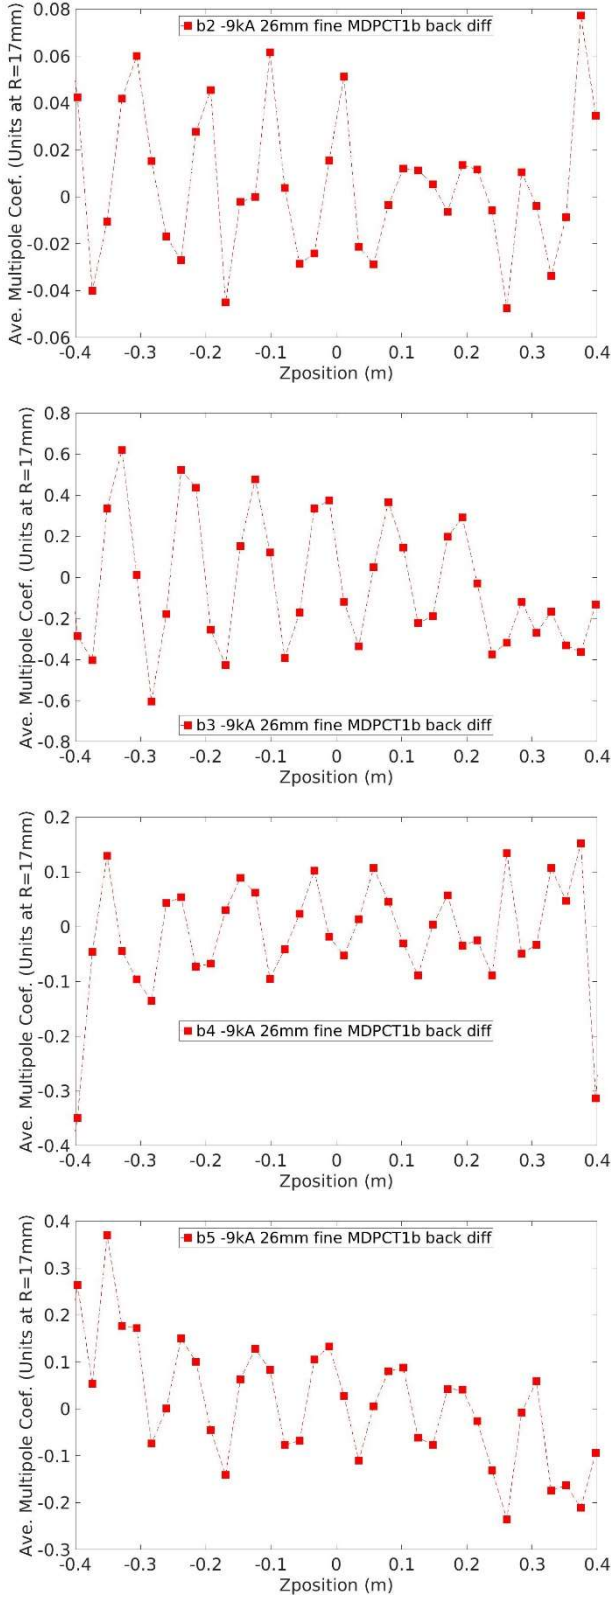 Ave. Multipole Coef. (Units at R=17mm)
0.08
0.06
0.04
0.02
0
-0.02
-0.04
-0.06
b2 -9kA 26mm fine MDPCT1b back diff
-0.4 -0.3 -0.2 -0.1 0 0.1 0.2 0.3 0.4
Zposition (m)
Ave. Multipole Coef. (Units at R=17mm)
0.8
0.6
0.4
0.2
0
-0.2
-0.4
-0.6
-0.8
b3 -9kA 26mm fine MDPCT1b back diff
-0.4 -0.3 -0.2 -0.1 0 0.1 0.2 0.3 0.4
Zposition (m)
Ave. Multipole Coef. (Units at R=17mm)
0.2
0.1
0
-0.1
-0.2
-0.3
-0.4
b4 -9kA 26mm fine MDPCT1b back diff
-0.4 -0.3 -0.2 -0.1 0 0.1 0.2 0.3 0.4
Zposition (m)
Ave. Multipole Coef. (Units at R=17mm)
0.4
0.3
0.2
0.1
0
-0.1
-0.2
-0.3
b5 -9kA 26mm fine MDPCT1b back diff
-0.4 -0.3 -0.2 -0.1 0 0.1 0.2 0.3 0.4
Zposition (m)